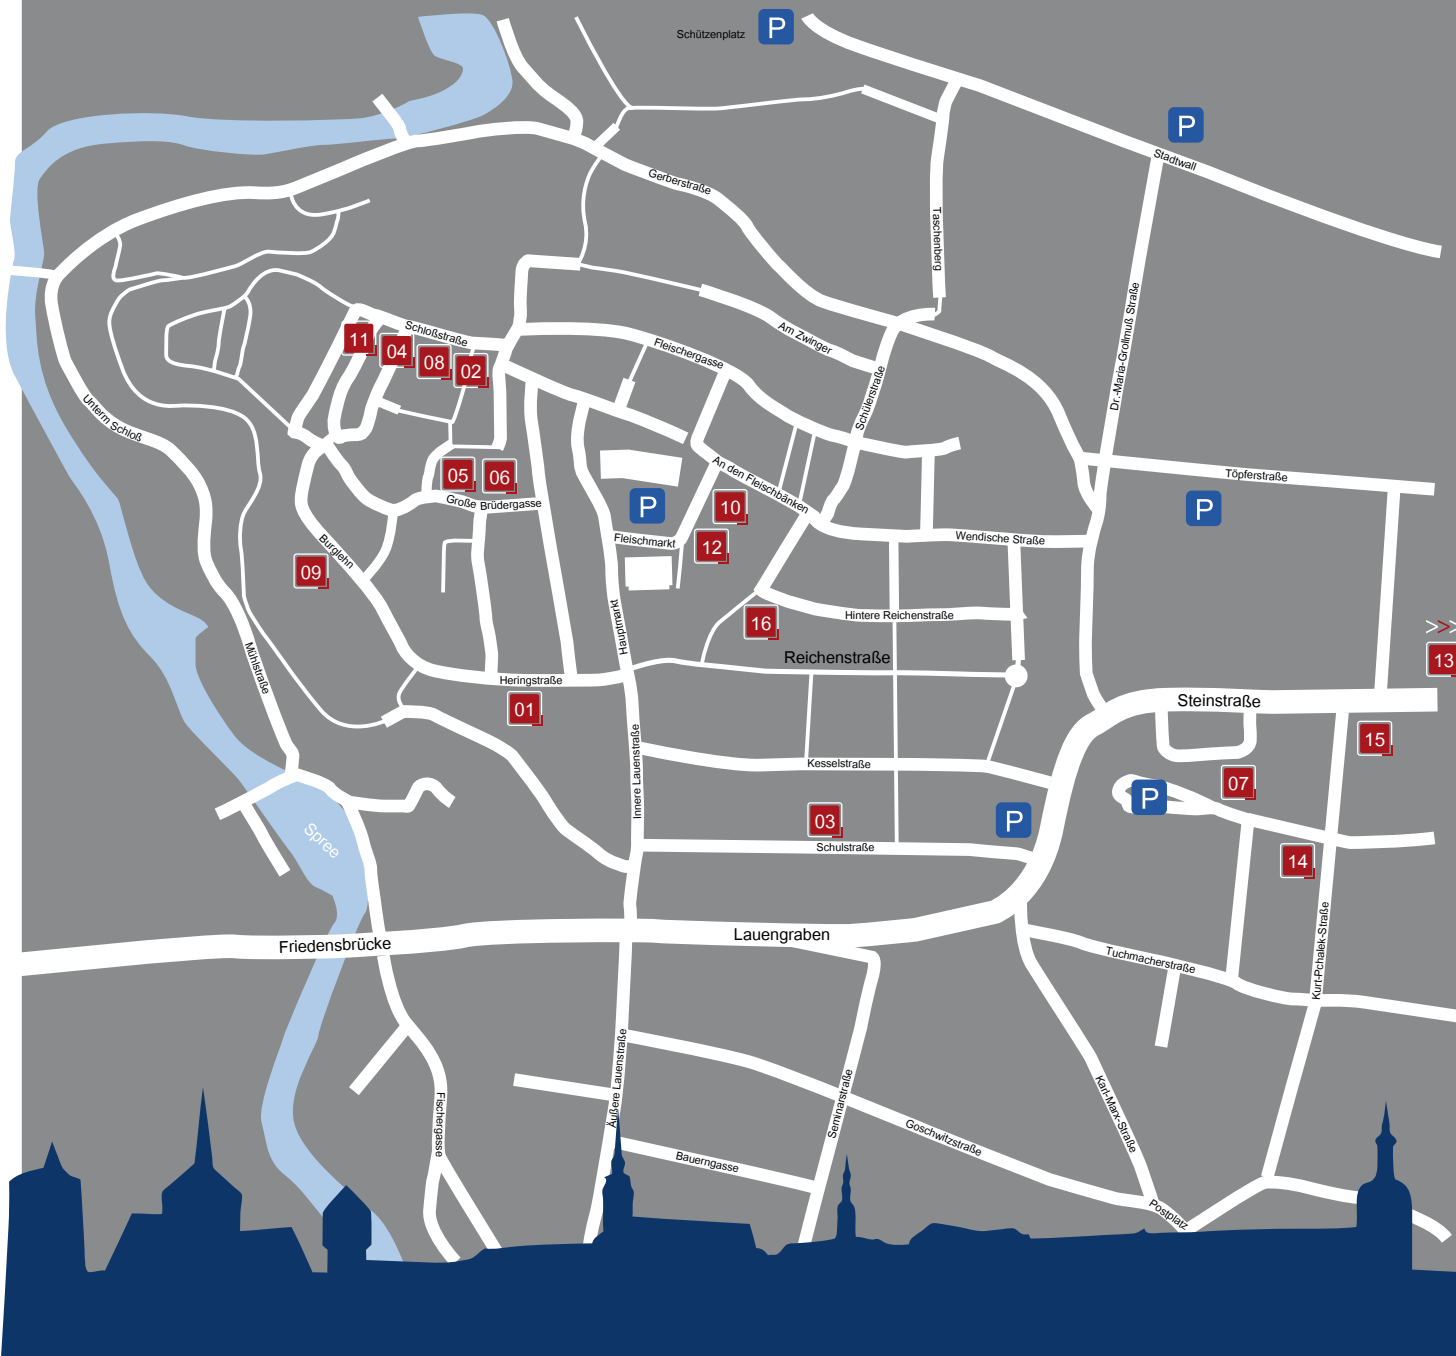 Schützenplatz
P
P
Stadtwall
Gerberstraße
Taschenberg
Dr.-Maria-Grollmuß Straße
Schloßstraße
Am Zwinger
Fleischergasse
11
04
08
02
Schülerstraße
Unterm Schloß
An den Fleischbänken
Töpferstraße
05
06
Große Brüdergasse
P
10
P
Fleischmarkt
12
Wendische Straße
Burglehn
09
Hauptmarkt
16
Hintere Reichenstraße
>>>
Reichenstraße
13
Mühlstraße
Heringstraße
01
Steinstraße
15
Innere Lauenstraße
Kesselstraße
07
P
03
P
Spree
Schulstraße
14
Friedensbrücke
Lauengraben
Kurt-Pchalek-Straße
Tuchmacherstraße
Äußere Lauenstraße
Fischergasse
Seminarstraße
Karl-Marx-Straße
Goschwitzstraße
Bauerngasse
Postplatz